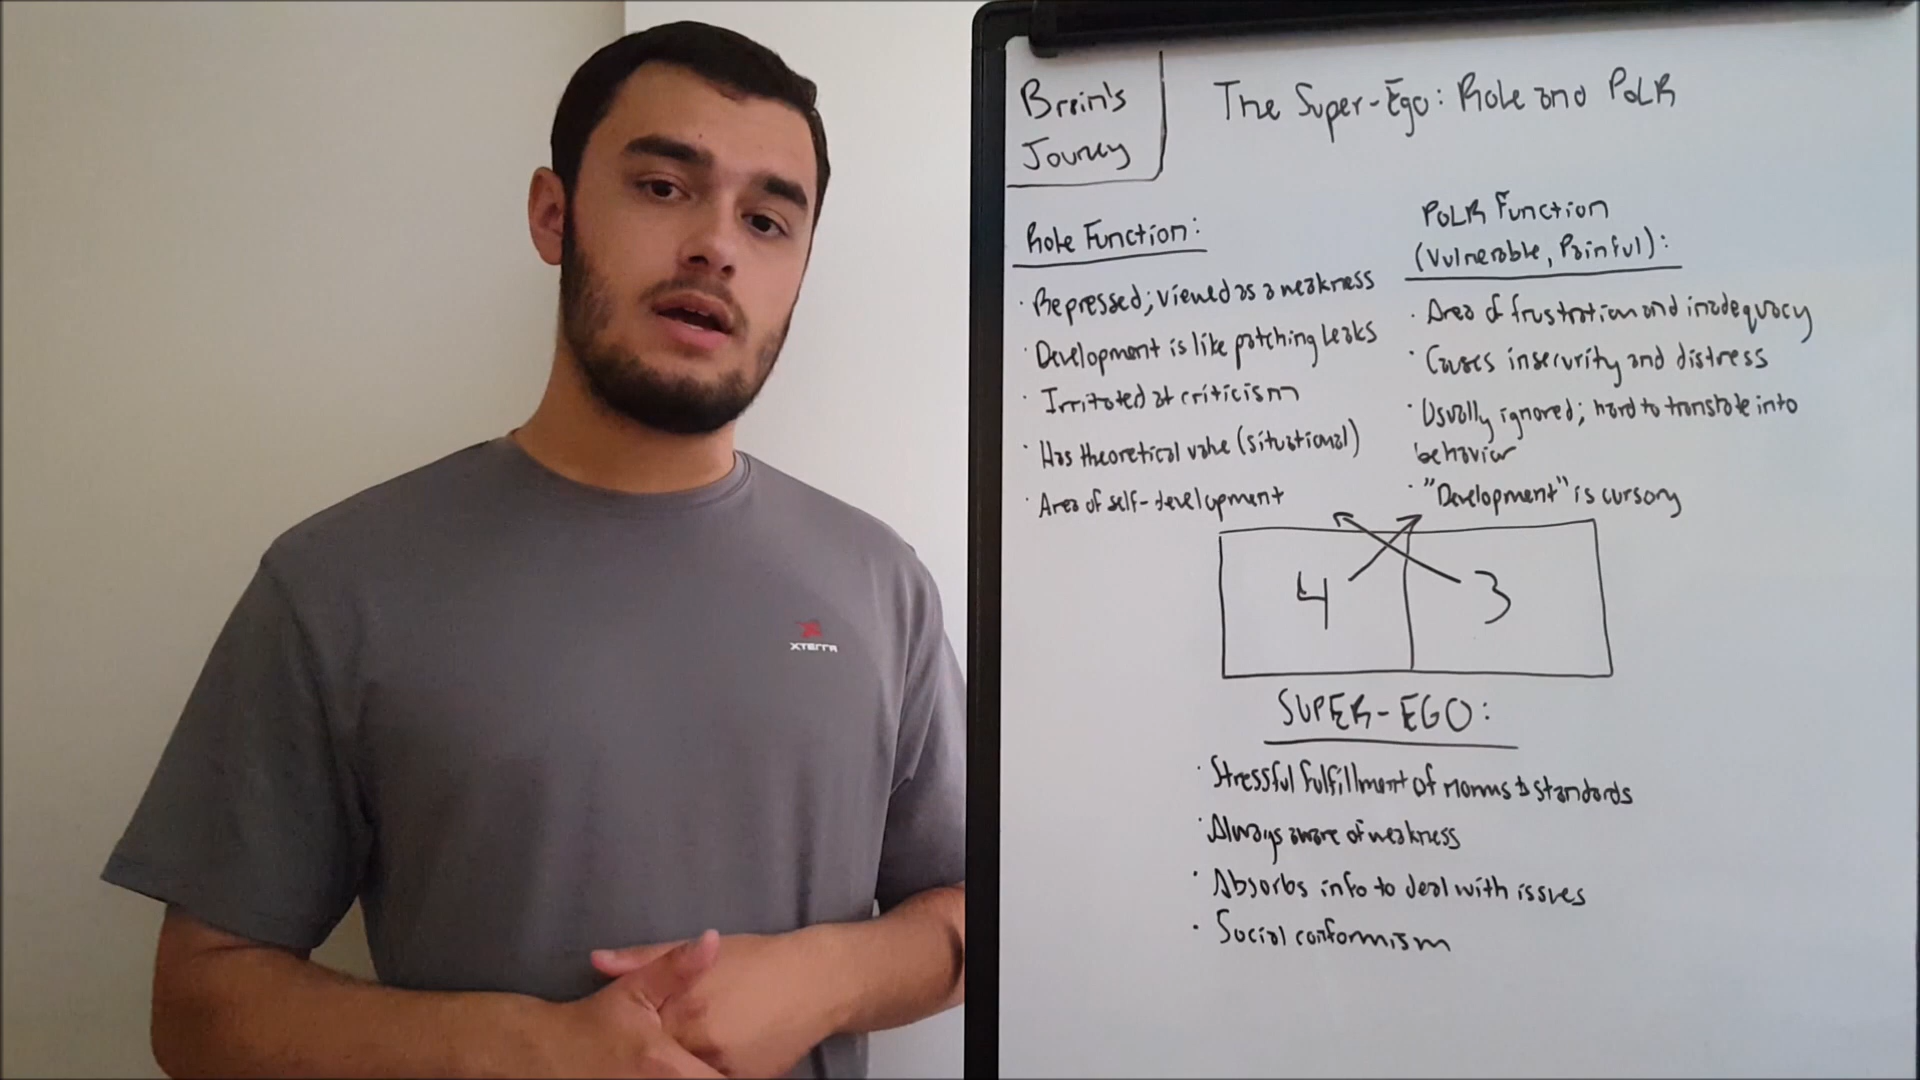 Brain's
Journey
The Super-Ego: Role and PoLR
Role Function:
· Repressed; viewed as a weakness
· Development is like patching leaks
· Irritated at criticism
· Has theoretical value (situational)
· Area of self-development
PoLR Function
(Vulnerable, Painful):
· Area of frustration and inadequacy
· Causes insecurity and distress
· Usually ignored; hard to translate into
behavior
· "Development" is cursory
4 3
SUPER-EGO:
· Stressful fulfillment of norms & standards
· Always aware of weakness
· Absorbs info to deal with issues
· Social conformism
XTERRA